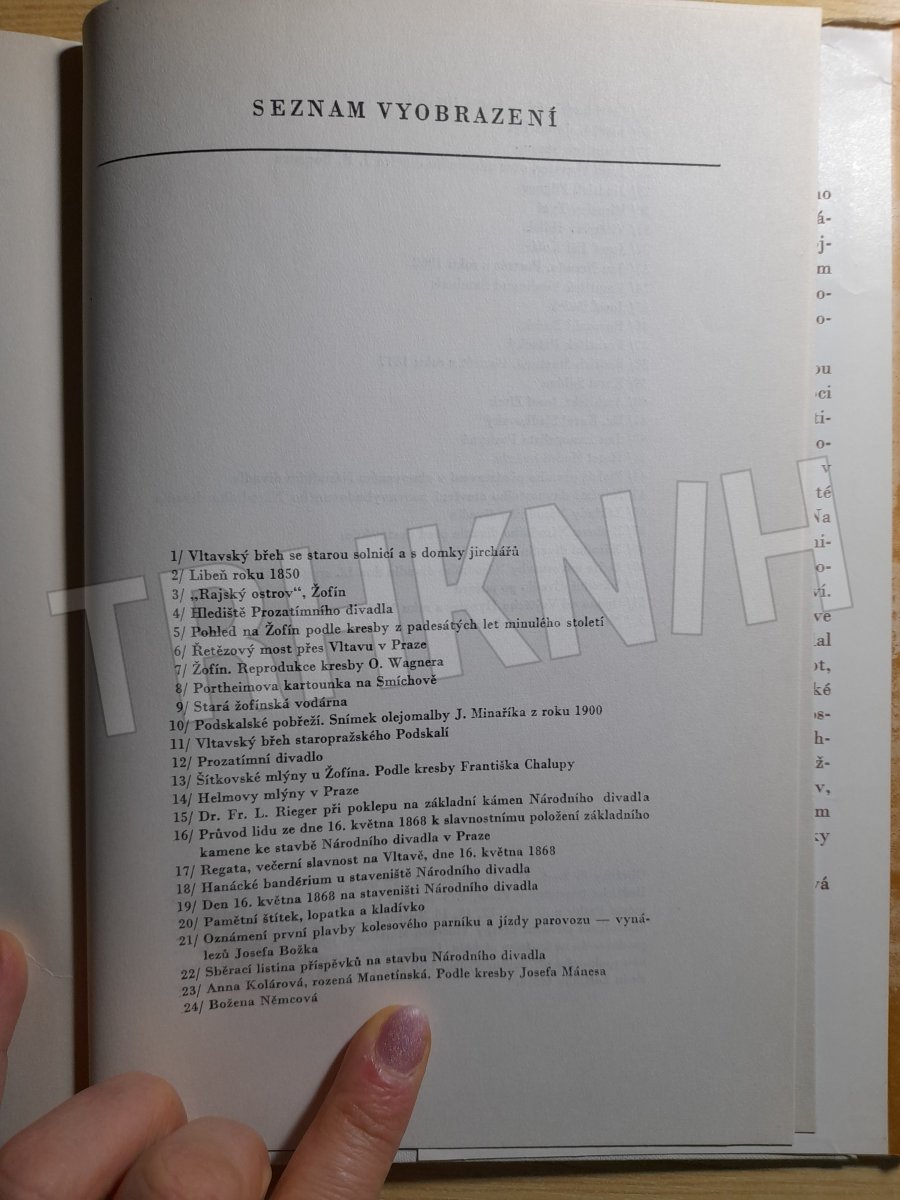 SEZNAM VYOBRAZENÍ
1/ Vltavský břeh se starou solnicí a s domky jirchářů
2/ Libeň roku 1850
3/ „Rajský ostrov“, Žofín
4/ Hlediště Prozatímního divadla
5/ Pohled na Žofín podle kresby z padesátých let minulého století
6/ Řetězový most přes Vltavu v Praze
7/ Žofín. Reprodukce kresby O. Wagnera
8/ Portheimova kartounka na Smíchově
9/ Stará žofínská vodárna
10/ Podskalské pobřeží. Snímek olejomalby J. Minaříka z roku 1900
11/ Vltavský břeh staropražského Podskalí
12/ Prozatímní divadlo
13/ Šítkovské mlýny u Žofína. Podle kresby Františka Chalupy
14/ Helmovy mlýny v Praze
15/ Dr. Fr. L. Rieger při poklepu na základní kámen Národního divadla
16/ Průvod lidu ze dne 16. května 1868 k slavnostnímu položení základního
kamene ke stavbě Národního divadla v Praze
17/ Regata, večerní slavnost na Vltavě, dne 16. května 1868
18/ Hanácké bandérium u staveniště Národního divadla
19/ Den 16. května 1868 na staveništi Národního divadla
20/ Pamětní štítek, lopatka a kladívko
21/ Oznámení první plavby kolesového parníku a jízdy parovozu — vyná-
lezů Josefa Božka
22/ Sběrací listina příspěvků na stavbu Národního divadla
23/ Anna Kolárová, rozená Manetínská. Podle kresby Josefa Mánesa
24/ Božena Němcová
TRHKNIH